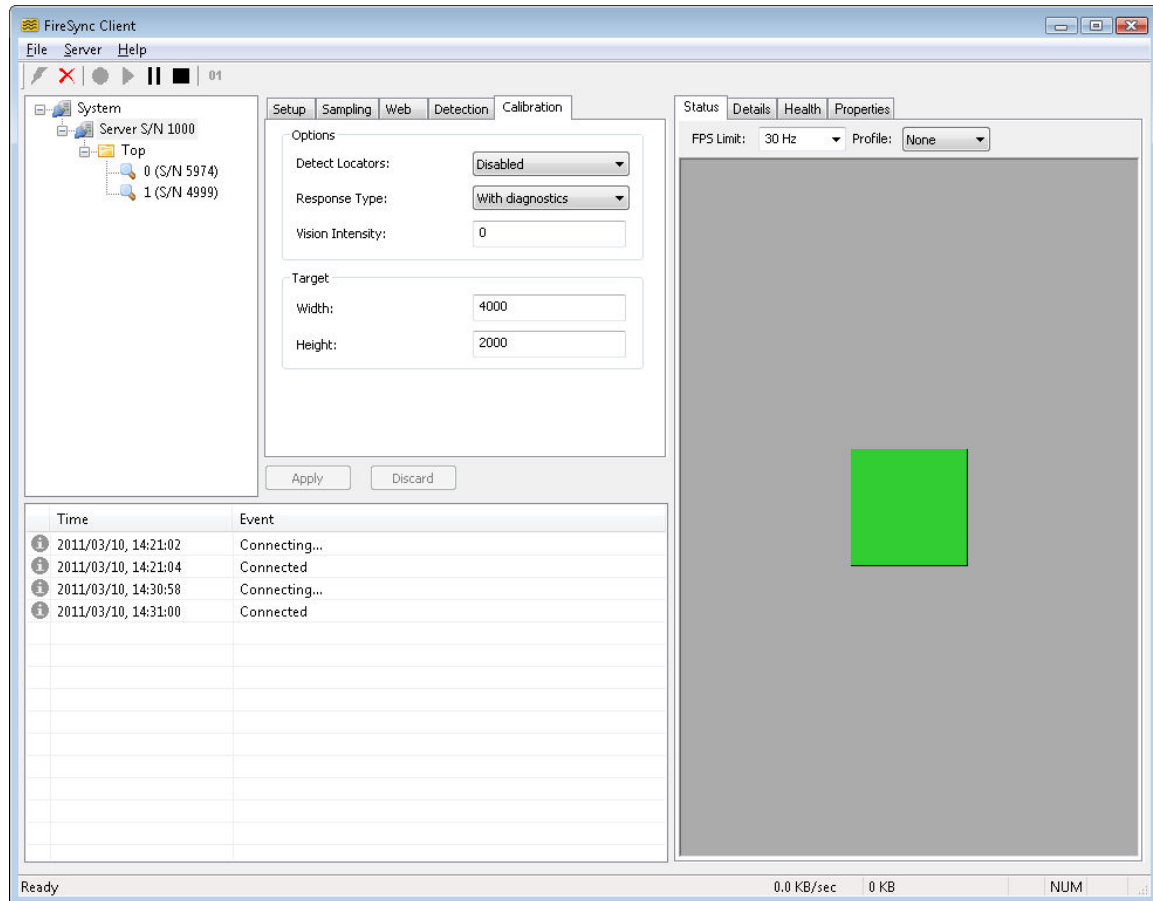 FireSync Client
File Server Help
01
System
Server S/N 1000
Top
0 (S/N 5974)
1 (S/N 4999)
Setup Sampling Web Detection Calibration
Options
Detect Locators: Disabled
Response Type: With diagnostics
Vision Intensity: 0
Target
Width: 4000
Height: 2000
Apply Discard
Status Details Health Properties
FPS Limit: 30 Hz Profile: None
Time Event
2011/03/10, 14:21:02 Connecting...
2011/03/10, 14:21:04 Connected
2011/03/10, 14:30:58 Connecting...
2011/03/10, 14:31:00 Connected
Ready 0.0 KB/sec 0 KB NUM